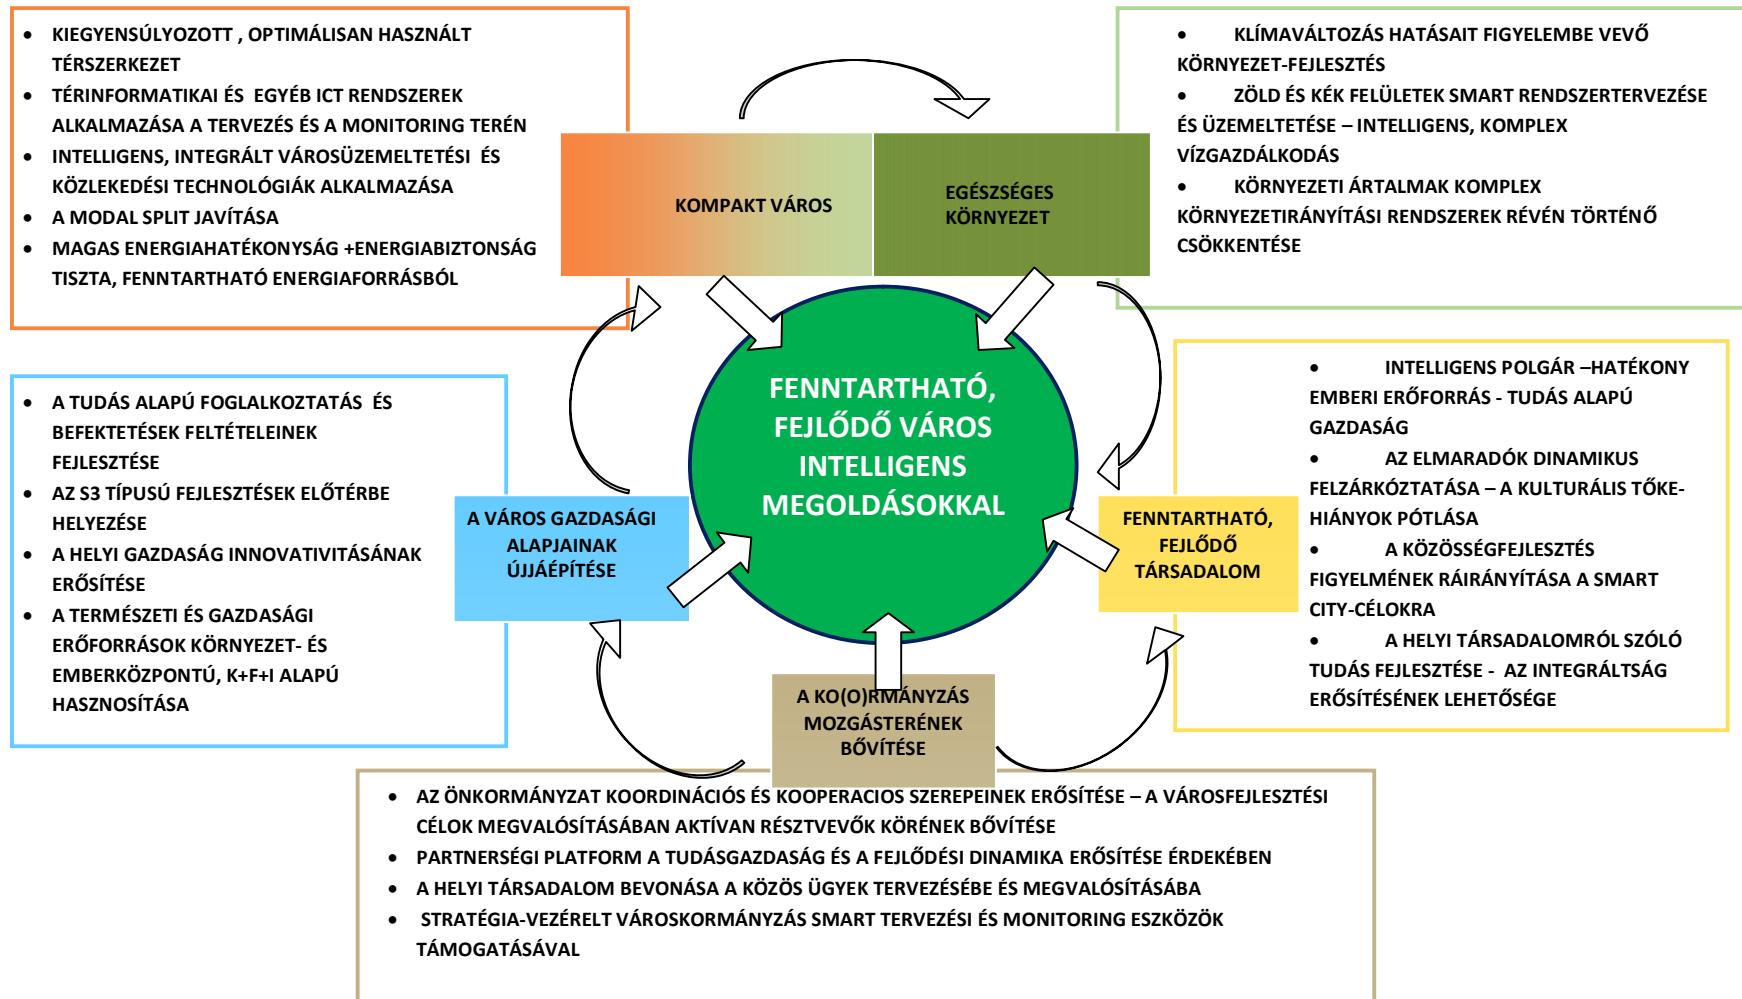 • KIEGYENSÚLYOZOTT , OPTIMÁLISAN HASZNÁLT
TÉRSZERKEZET
• TÉRINFORMATIKAI ÉS EGYÉB ICT RENDSZEREK
ALKALMAZÁSA A TERVEZÉS ÉS A MONITORING TERÉN
• INTELLIGENS, INTEGRÁLT VÁROSÜZEMELTETÉSI ÉS
KÖZLEKEDÉSI TECHNOLÓGIÁK ALKALMAZÁSA
• A MODAL SPLIT JAVÍTÁSA
• MAGAS ENERGIAHATÉKONYSÁG +ENERGIABIZTONSÁG
TISZTA, FENNTARTHATÓ ENERGIAFORRÁSBÓL
KOMPAKT VÁROS
EGÉSZSÉGES
KÖRNYEZET
• KLÍMAVÁLTOZÁS HATÁSAIT FIGYELEMBE VEVŐ
KÖRNYEZET-FEJLESZTÉS
• ZÖLD ÉS KÉK FELÜLETEK SMART RENDSZERTERVEZÉSE
ÉS ÜZEMELTETÉSE – INTELLIGENS, KOMPLEX
VÍZGAZDÁLKODÁS
• KÖRNYEZETI ÁRTALMAK KOMPLEX
KÖRNYEZETIRÁNYÍTÁSI RENDSZEREK RÉVÉN TÖRTÉNŐ
CSÖKKENTÉSE
• A TUDÁS ALAPÚ FOGLALKOZTATÁS ÉS
BEFEKTETÉSEK FELTÉTELEINEK
FEJLESZTÉSE
• AZ S3 TÍPUSÚ FEJLESZTÉSEK ELŐTÉRBE
HELYEZÉSE
• A HELYI GAZDASÁG INNOVATIVITÁSÁNAK
ERŐSÍTÉSE
• A TERMÉSZETI ÉS GAZDASÁGI
ERŐFORRÁSOK KÖRNYEZET- ÉS
EMBERKÖZPONTÚ, K+F+I ALAPÚ
HASZNOSÍTÁSA
A VÁROS GAZDASÁGI
ALAPJAINAK
ÚJJÁÉPÍTÉSE
FENNTARTHATÓ,
FEJLŐDŐ VÁROS
INTELLIGENS
MEGOLDÁSOKKAL
FENNTARTHATÓ,
FEJLŐDŐ
TÁRSADALOM
• INTELLIGENS POLGÁR –HATÉKONY
EMBERI ERŐFORRÁS - TUDÁS ALAPÚ
GAZDASÁG
• AZ ELMARADÓK DINAMIKUS
FELZÁRKÓZTATÁSA – A KULTURÁLIS TŐKE-
HIÁNYOK PÓTLÁSA
• A KÖZÖSSÉGFEJLESZTÉS
FIGYELMÉNEK RÁIRÁNYÍTÁSA A SMART
CITY-CÉLOKRA
• A HELYI TÁRSADALOMRÓL SZÓLÓ
TUDÁS FEJLESZTÉSE - AZ INTEGRÁLTSÁG
ERŐSÍTÉSÉNEK LEHETŐSÉGE
A KO(O)RMÁNYZÁS
MOZGÁSTERÉNEK
BŐVÍTÉSE
• AZ ÖNKORMÁNYZAT KOORDINÁCIÓS ÉS KOOPERÁCIÓS SZEREPEINEK ERŐSÍTÉSE – A VÁROSFEJLESZTÉSI
CÉLOK MEGVALÓSÍTÁSÁBAN AKTÍVAN RÉSZTVEVŐK KÖRÉNEK BŐVÍTÉSE
• PARTNERSÉGI PLATFORM A TUDÁSGAZDASÁG ÉS A FEJLŐDÉSI DINAMIKA ERŐSÍTÉSE ÉRDEKÉBEN
• A HELYI TÁRSADALOM BEVONÁSA A KÖZÖS ÜGYEK TERVEZÉSÉBE ÉS MEGVALÓSÍTÁSÁBA
• STRATÉGIA-VEZÉRELT VÁROSKORMÁNYZÁS SMART TERVEZÉSI ÉS MONITORING ESZKÖZÖK
TÁMOGATÁSÁVAL